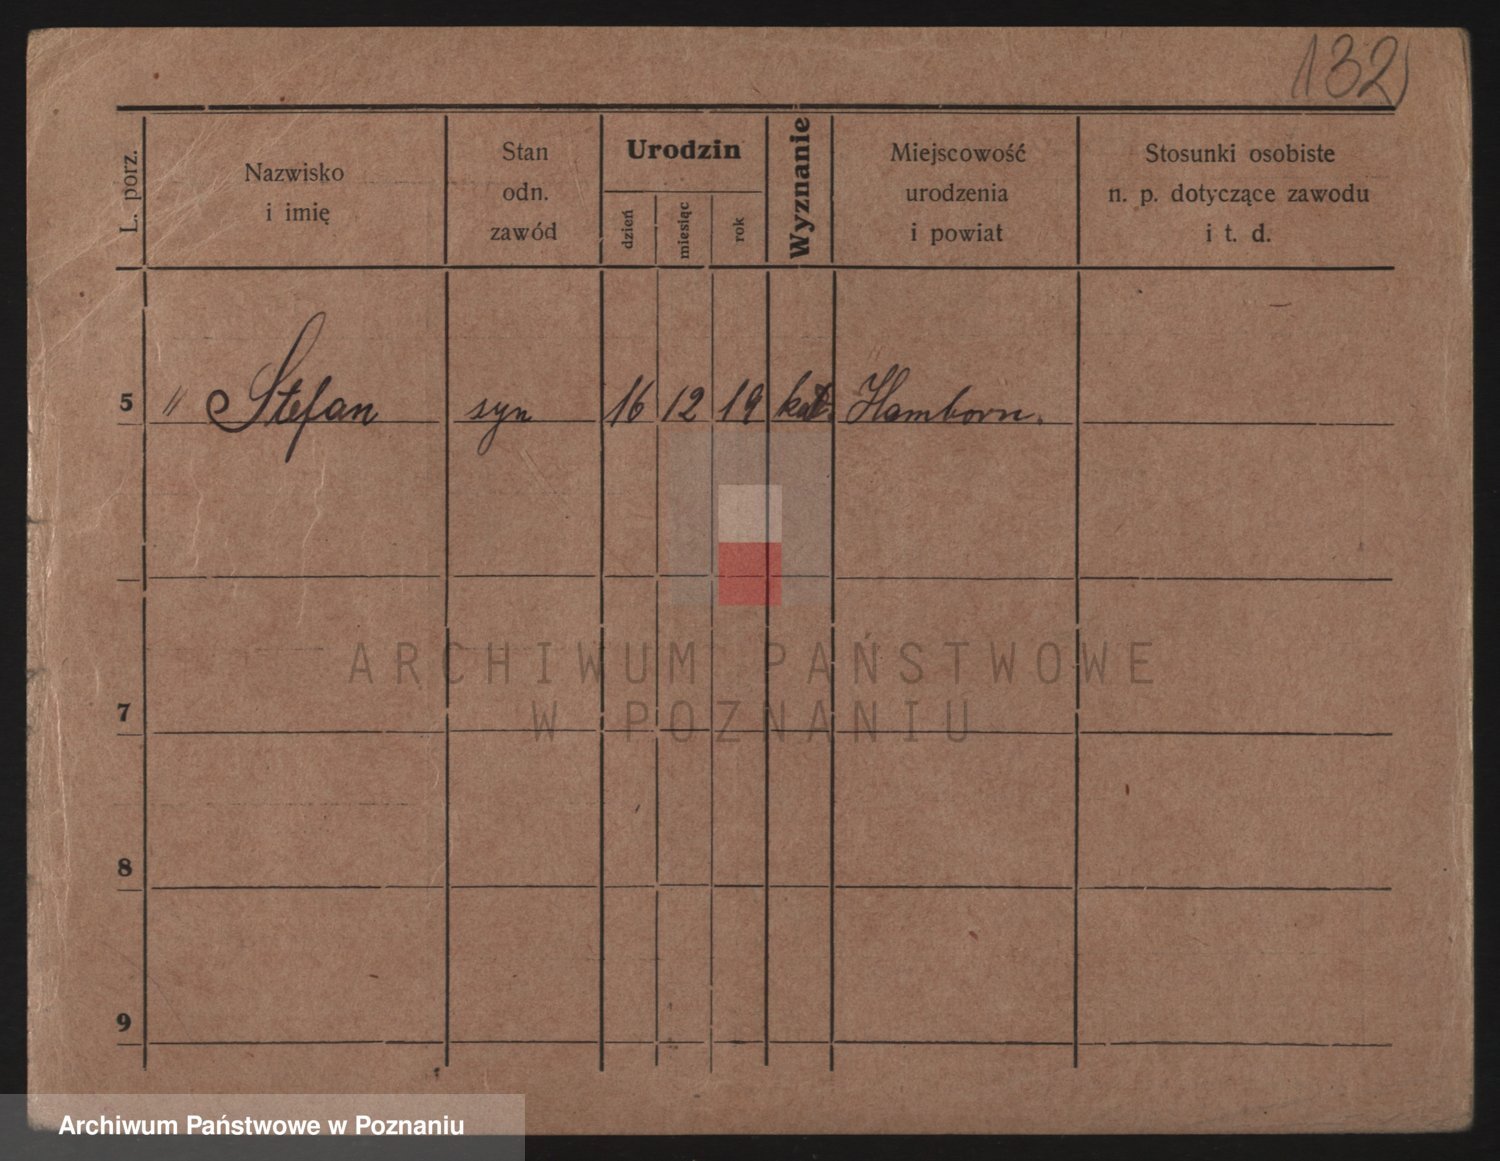 132
L. porz.
Nazwisko
i imię
Stan
odn.
zawód
Urodzin
dzień
miesiąc
rok
Wyznanie
Miejscowość
urodzenia
i powiat
Stosunki osobiste
n. p. dotyczące zawodu
i t. d.
5 " Stefan syn 16 12 19 kat. Hamborn.
ARCHIWUM PAŃSTWOWE
W POZNANIU
7
8
9
Archiwum Państwowe w Poznaniu